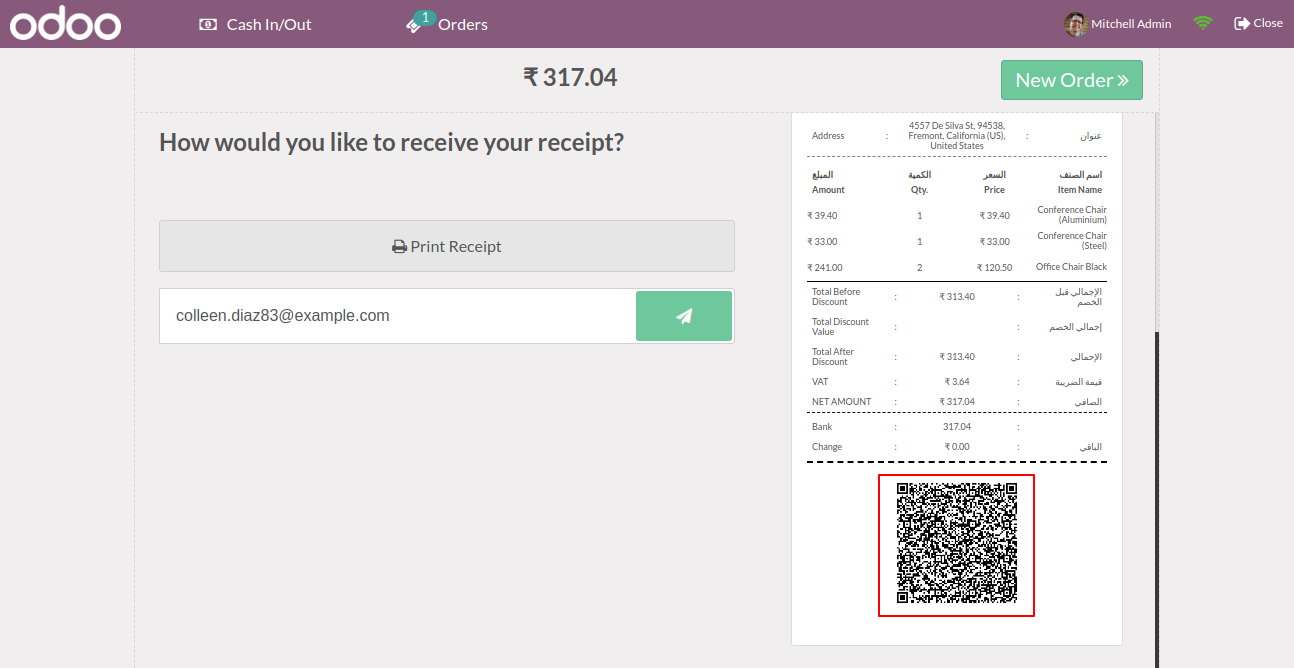 odoo
Cash In/Out
1
Orders
Mitchell Admin
Close
₹ 317.04
New Order »
How would you like to receive your receipt?
Print Receipt
colleen.diaz83@example.com
Address : 4557 De Silva St, 94538, Fremont, California (US), United States : عنوان
المبلغ الكمية السعر اسم الصنف
Amount Qty. Price Item Name
₹ 39.40 1 ₹ 39.40 Conference Chair (Aluminium)
₹ 33.00 1 ₹ 33.00 Conference Chair (Steel)
₹ 241.00 2 ₹ 120.50 Office Chair Black
Total Before Discount : ₹ 313.40 : الإجمالي قبل الخصم
Total Discount Value : : إجمالي الخصم
Total After Discount : ₹ 313.40 : الإجمالي
VAT : ₹ 3.64 : قيمة الضريبة
NET AMOUNT : ₹ 317.04 : الصافي
Bank : 317.04 :
Change : ₹ 0.00 : الباقي